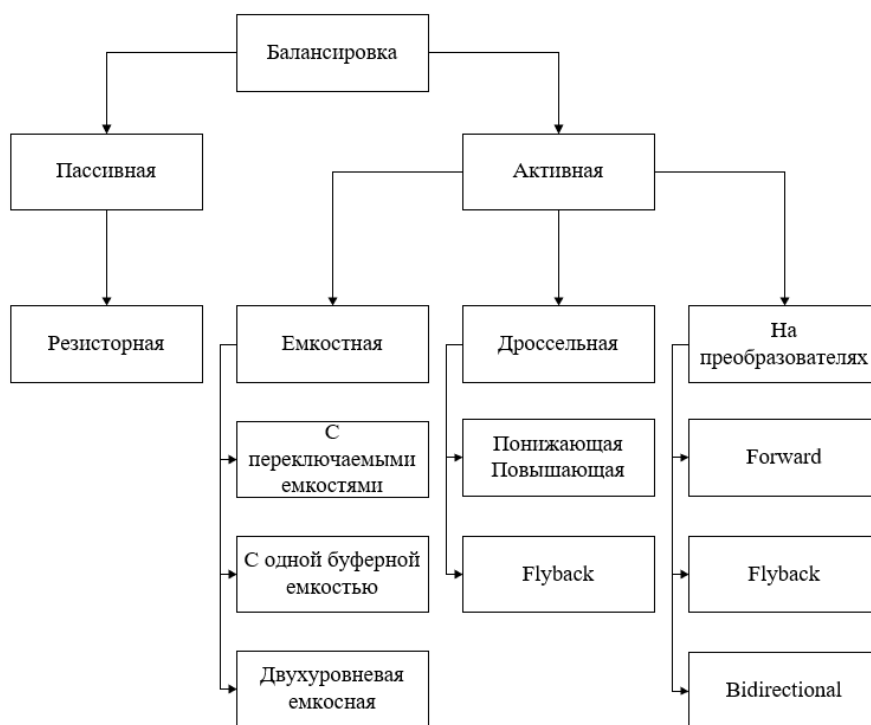 Балансировка
Пассивная
Активная
Резисторная
Емкостная
Дроссельная
На
преобразователях
С
переключаемыми
емкостями
Понижающая
Повышающая
Forward
С одной буферной
емкостью
Flyback
Flyback
Двухуровневая
емкосная
Bidirectional